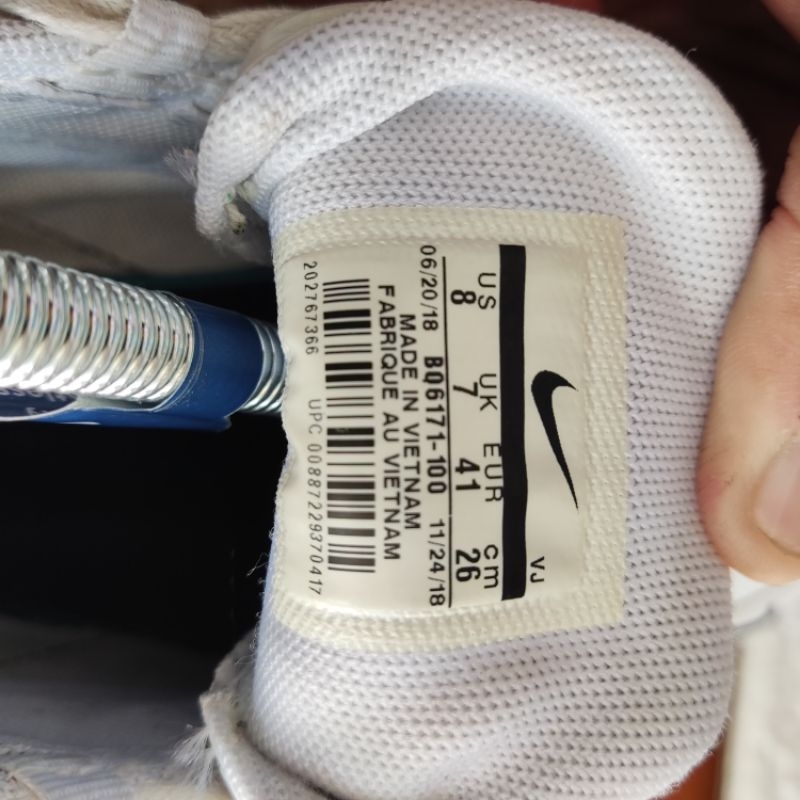 VJ
US UK EUR cm
8 7 41 26
06/20/18 BQ6171-100 11/24/18
MADE IN VIETNAM
FABRIQUE AU VIETNAM
202767366 UPC 00887229370417